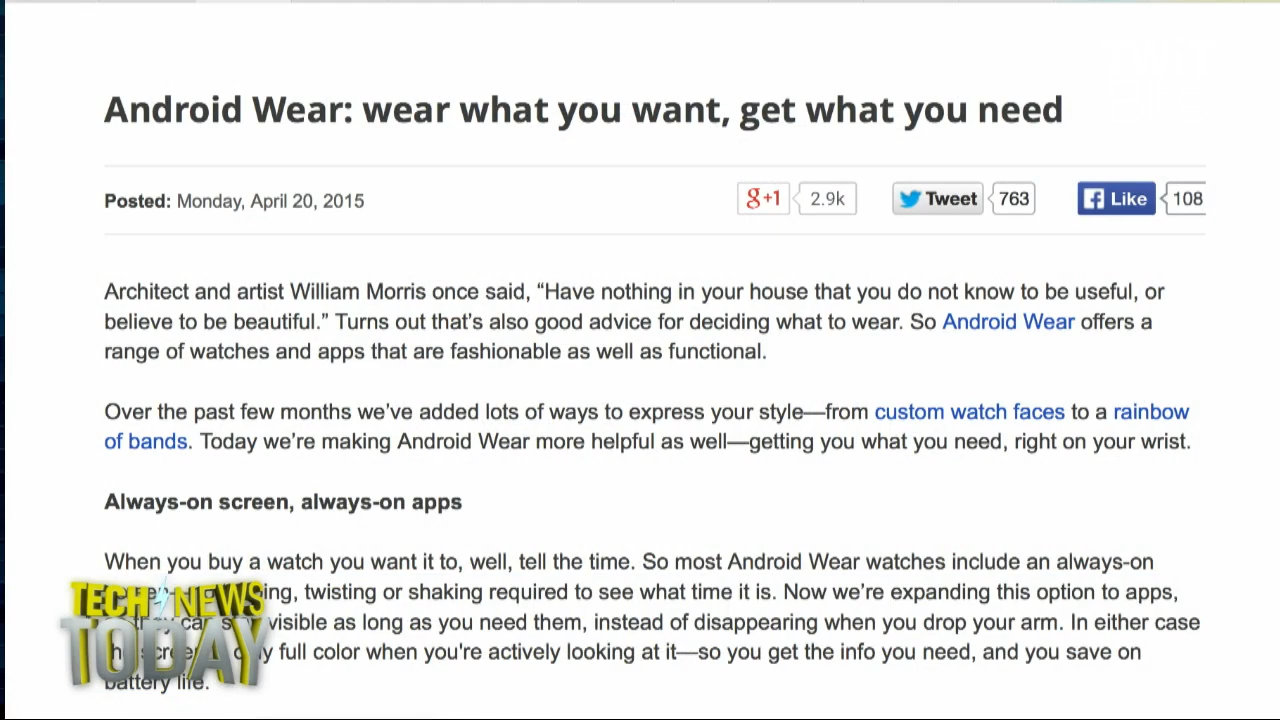 Android Wear: wear what you want, get what you need
Posted: Monday, April 20, 2015
g+1 2.9k Tweet 763 Like 108
Architect and artist William Morris once said, “Have nothing in your house that you do not know to be useful, or
believe to be beautiful.” Turns out that’s also good advice for deciding what to wear. So Android Wear offers a
range of watches and apps that are fashionable as well as functional.
Over the past few months we’ve added lots of ways to express your style—from custom watch faces to a rainbow
of bands. Today we’re making Android Wear more helpful as well—getting you what you need, right on your wrist.
Always-on screen, always-on apps
When you buy a watch you want it to, well, tell the time. So most Android Wear watches include an always-on
twisting or shaking required to see what time it is. Now we're expanding this option to apps,
visible as long as you need them, instead of disappearing when you drop your arm. In either case
full color when you're actively looking at it—so you get the info you need, and you save on
battery life.
TECH NEWS
TODAY
TWiT